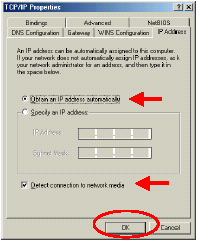 TCP/IP Properties
Bindings Advanced NetBIOS
DNS Configuration Gateway WINS Configuration IP Address
An IP address can be automatically assigned to this computer.
If your network does not automatically assign IP addresses, ask
your network administrator for an address, and then type it in
the space below.
Obtain an IP address automatically
Specify an IP address:
IP Address:
Subnet Mask:
Detect connection to network media
OK Cancel